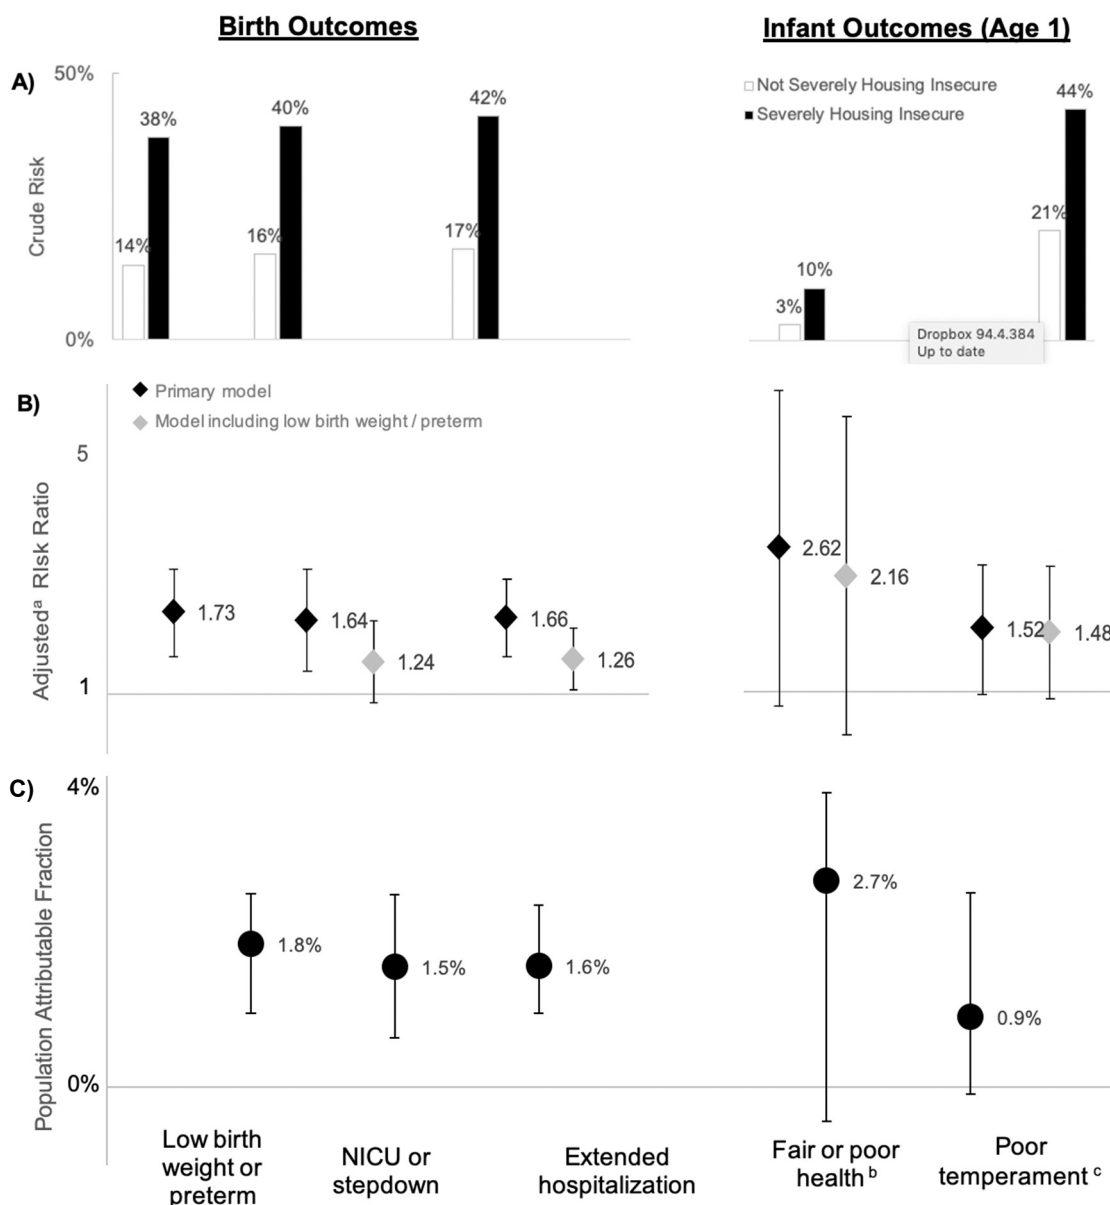 Birth Outcomes
Infant Outcomes (Age 1)
A)
50%
Crude Risk
0%
14%
38%
16%
40%
17%
42%
Not Severely Housing Insecure
Severely Housing Insecure
3%
10%
21%
44%
Dropbox 94.4.384
Up to date
B)
Primary model
Model including low birth weight / preterm
5
Adjustedᵃ RIsk Ratio
1
1.73
1.64
1.24
1.66
1.26
2.62
2.16
1.52
1.48
C)
4%
Population Attributable Fraction
0%
1.8%
1.5%
1.6%
2.7%
0.9%
Low birth
weight or
preterm
NICU or
stepdown
Extended
hospitalization
Fair or poor
health ᵇ
Poor
temperament ᶜ